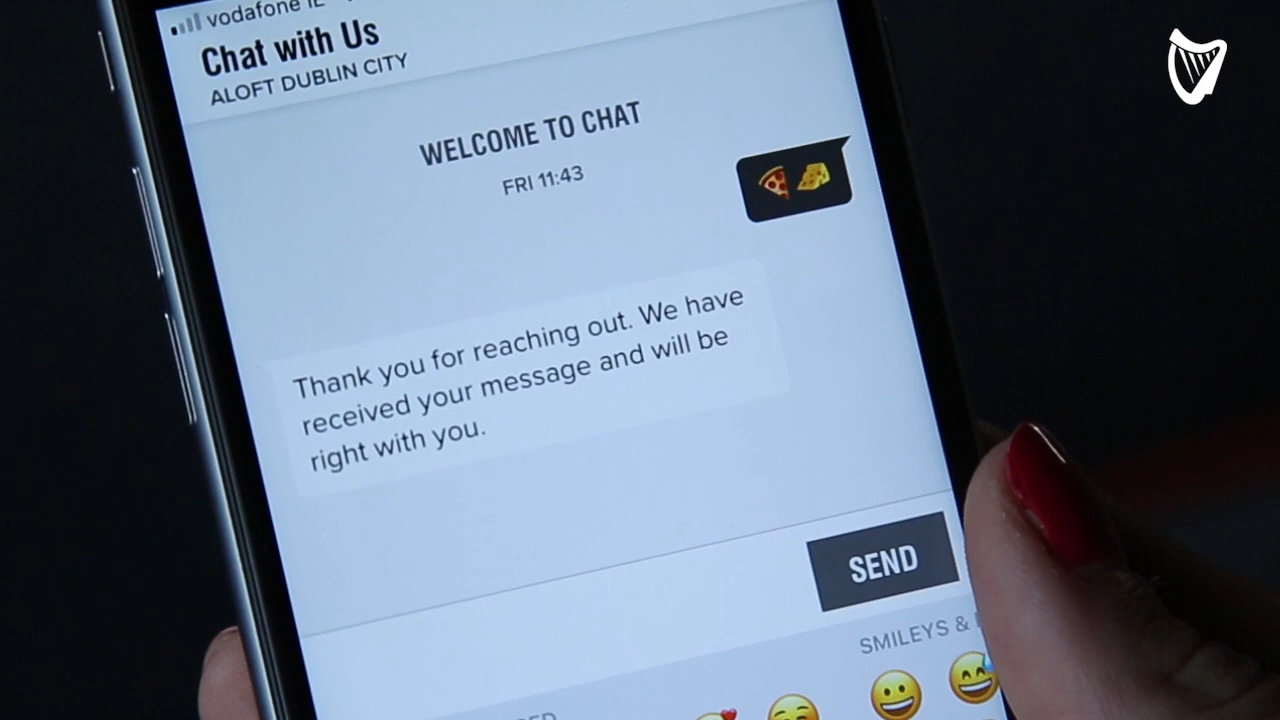 vodafone IE
Chat with Us
ALOFT DUBLIN CITY
WELCOME TO CHAT
FRI 11:43
🍕🧀
Thank you for reaching out. We have
received your message and will be
right with you.
SEND
SMILEYS &